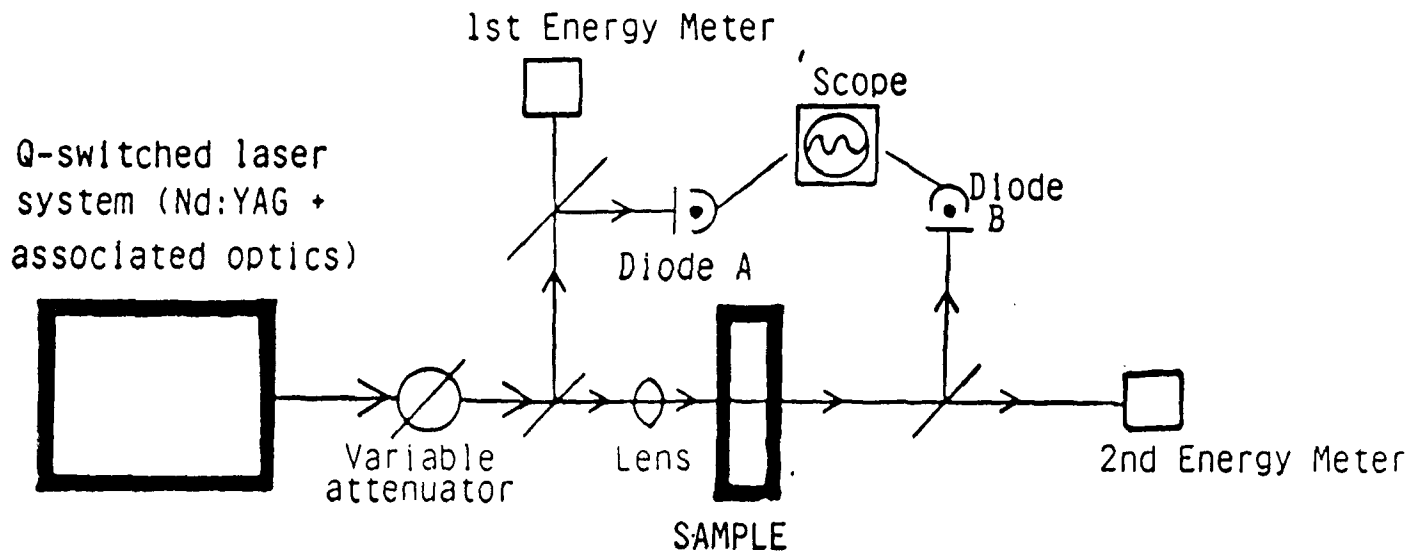 1st Energy Meter
Scope
Q-switched laser
system (Nd:YAG +
associated optics)
Diode
B
Diode A
Variable
attenuator
Lens
2nd Energy Meter
SAMPLE